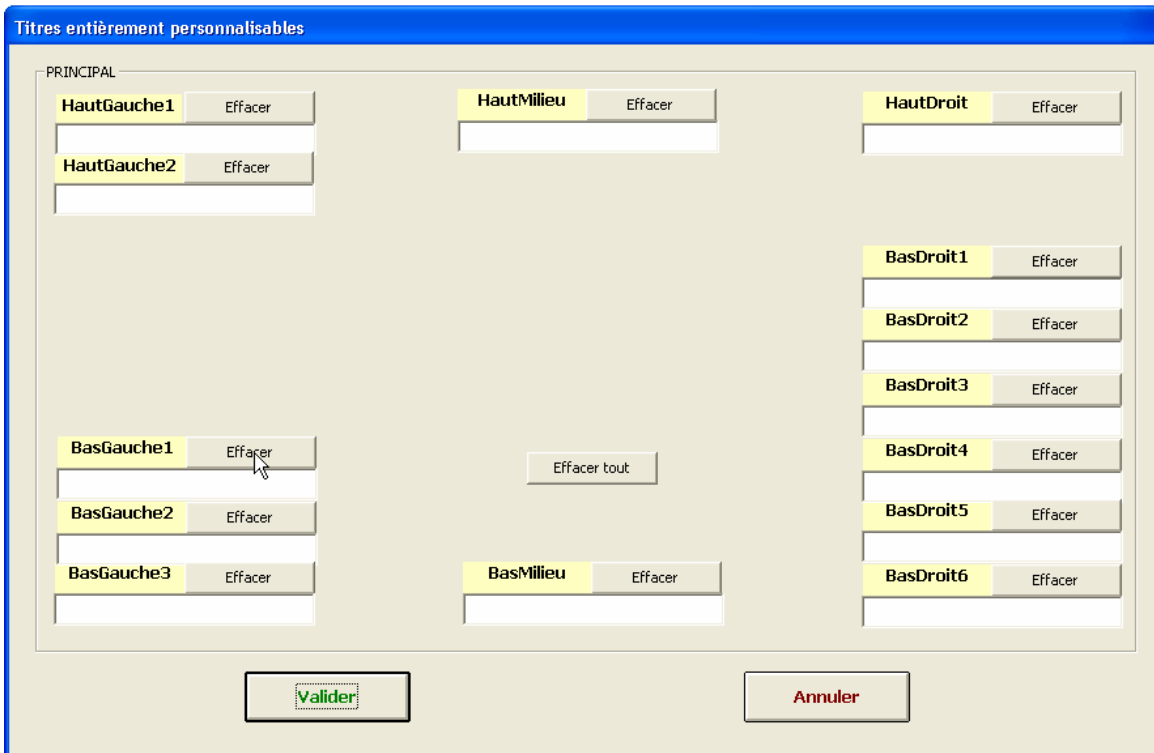 Titres entièrement personnalisables
PRINCIPAL
HautGauche1 Effacer HautMilieu Effacer HautDroit Effacer
HautGauche2 Effacer
BasDroit1 Effacer
BasDroit2 Effacer
BasDroit3 Effacer
BasGauche1 Effacer Effacer tout BasDroit4 Effacer
BasGauche2 Effacer BasDroit5 Effacer
BasGauche3 Effacer BasMilieu Effacer BasDroit6 Effacer
Valider Annuler